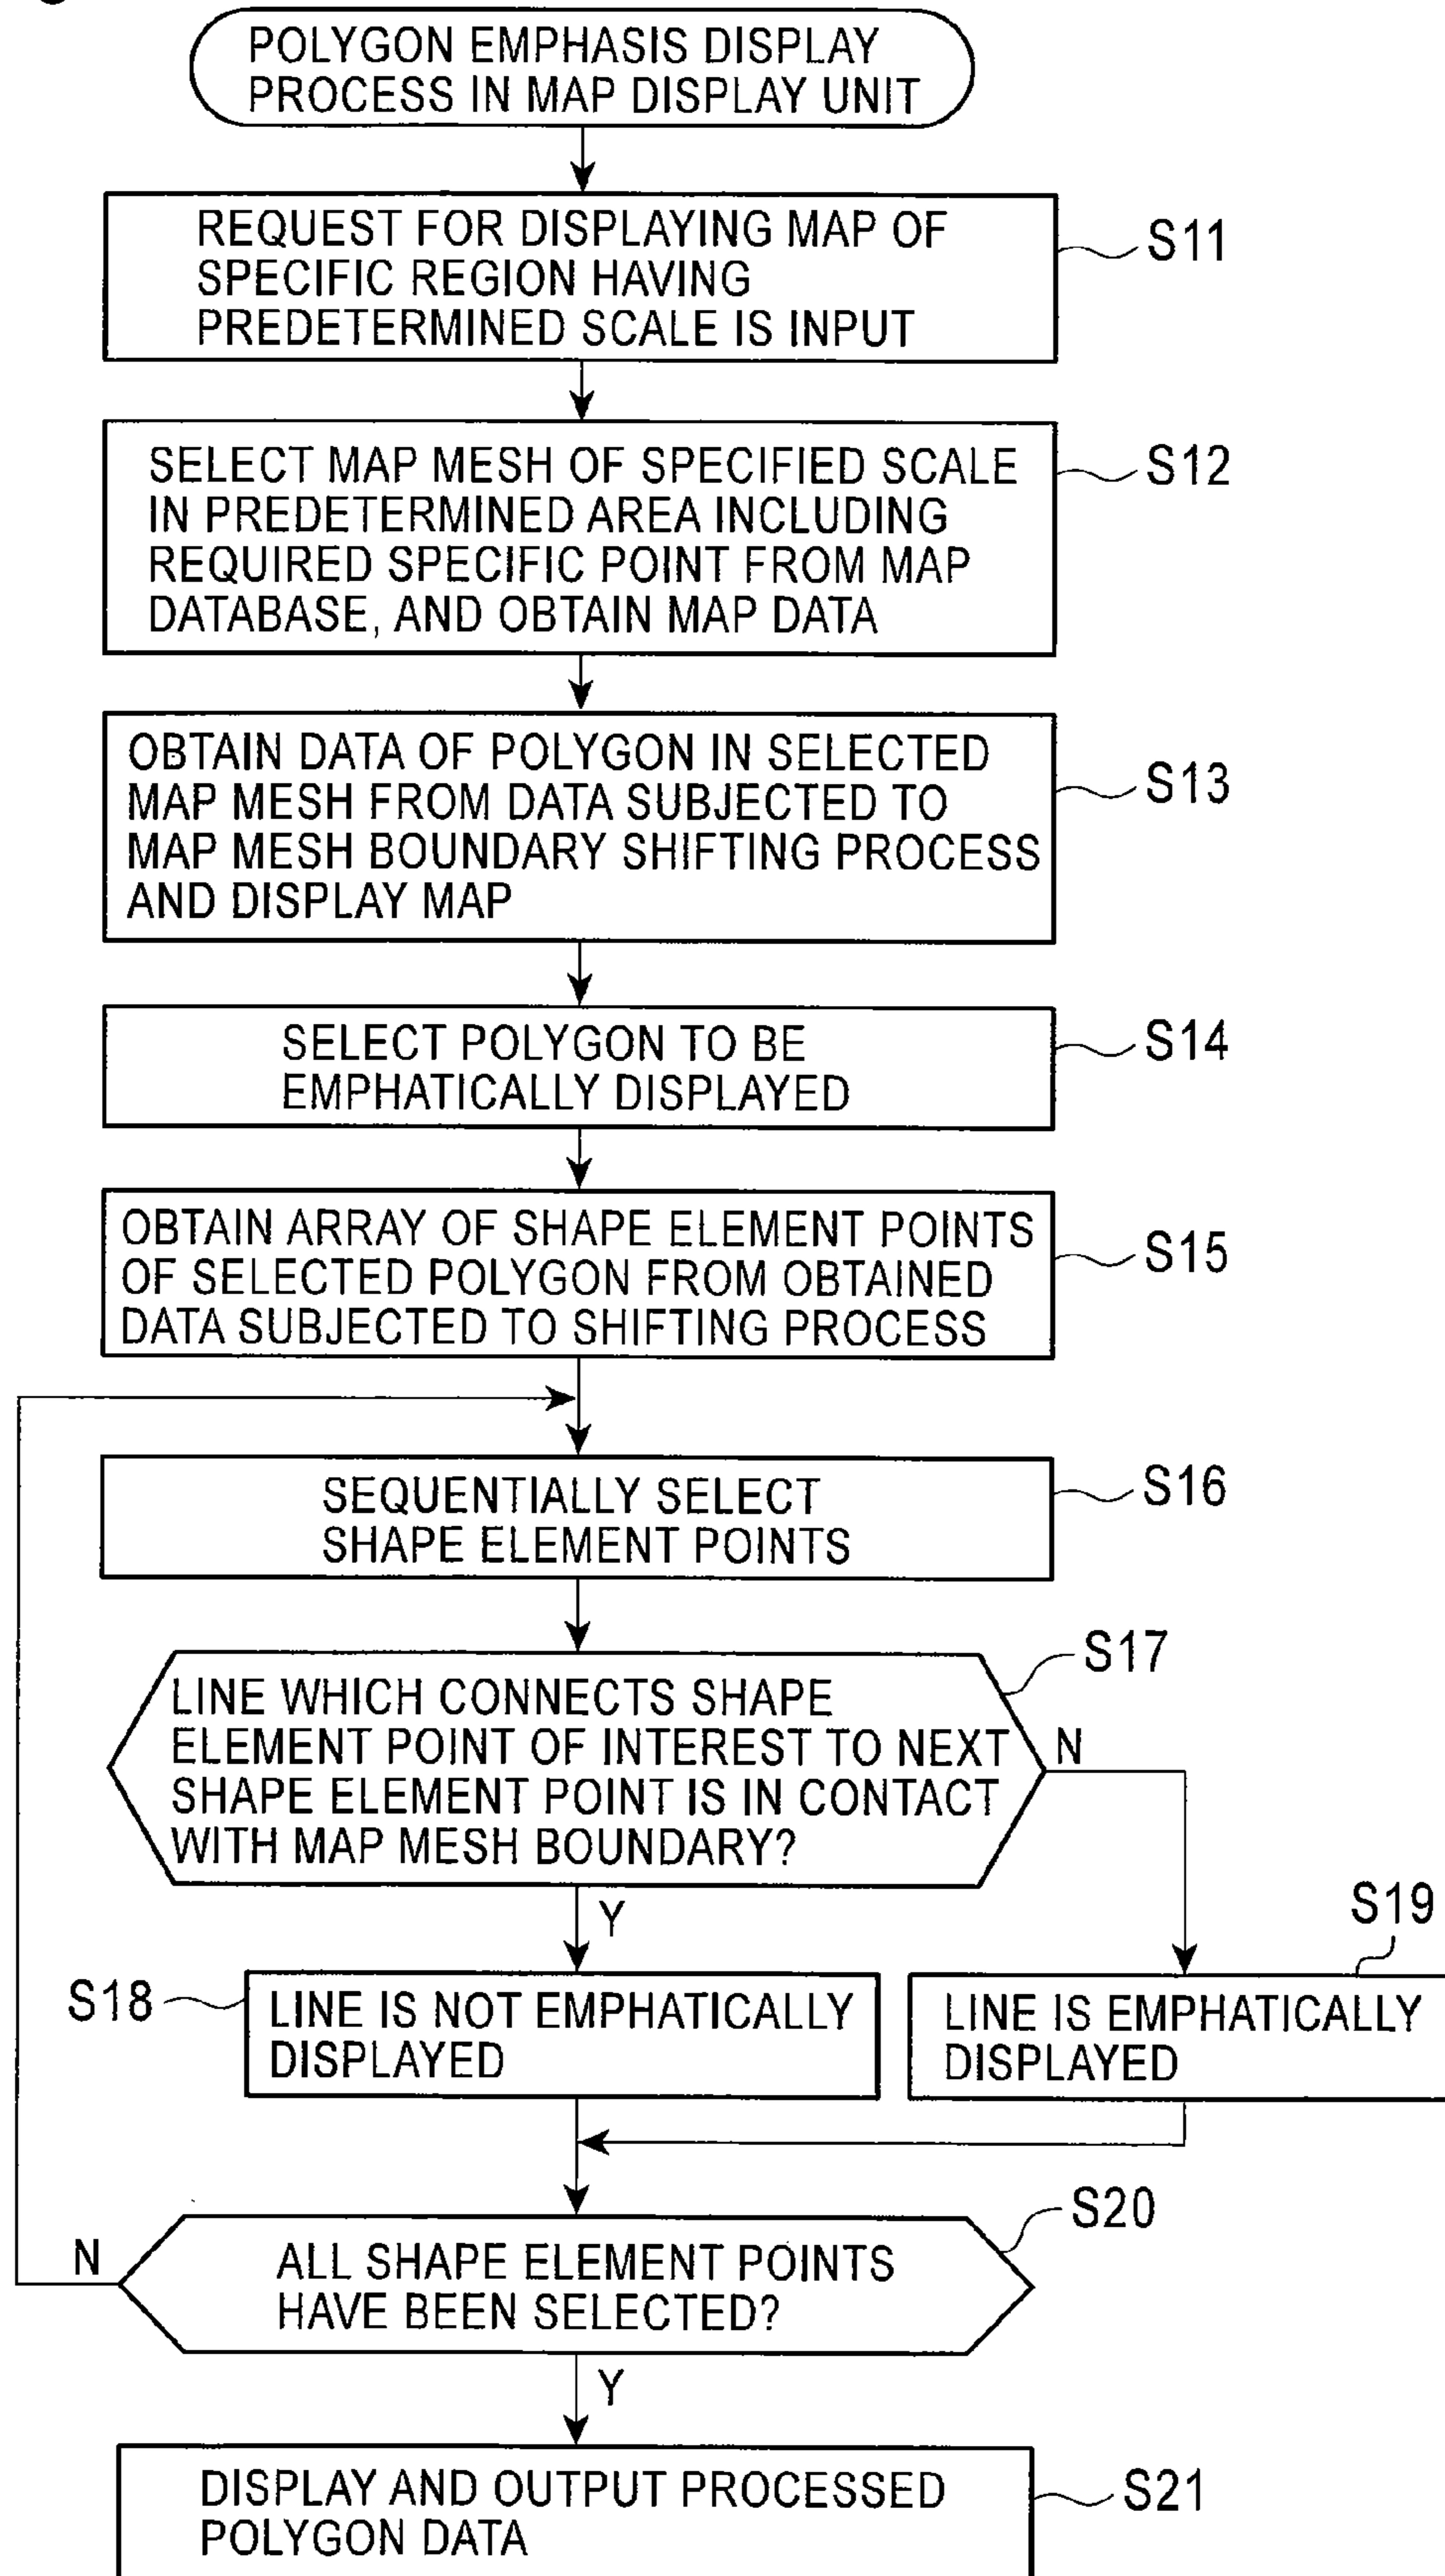 POLYGON EMPHASIS DISPLAY
PROCESS IN MAP DISPLAY UNIT
REQUEST FOR DISPLAYING MAP OF
SPECIFIC REGION HAVING
PREDETERMINED SCALE IS INPUT
S11
SELECT MAP MESH OF SPECIFIED SCALE
IN PREDETERMINED AREA INCLUDING
REQUIRED SPECIFIC POINT FROM MAP
DATABASE, AND OBTAIN MAP DATA
S12
OBTAIN DATA OF POLYGON IN SELECTED
MAP MESH FROM DATA SUBJECTED TO
MAP MESH BOUNDARY SHIFTING PROCESS
AND DISPLAY MAP
S13
SELECT POLYGON TO BE
EMPHATICALLY DISPLAYED
S14
OBTAIN ARRAY OF SHAPE ELEMENT POINTS
OF SELECTED POLYGON FROM OBTAINED
DATA SUBJECTED TO SHIFTING PROCESS
S15
SEQUENTIALLY SELECT
SHAPE ELEMENT POINTS
S16
LINE WHICH CONNECTS SHAPE
ELEMENT POINT OF INTEREST TO NEXT
SHAPE ELEMENT POINT IS IN CONTACT
WITH MAP MESH BOUNDARY?
S17
N
Y
S18
LINE IS NOT EMPHATICALLY
DISPLAYED
S19
LINE IS EMPHATICALLY
DISPLAYED
S20
N
ALL SHAPE ELEMENT POINTS
HAVE BEEN SELECTED?
Y
DISPLAY AND OUTPUT PROCESSED
POLYGON DATA
S21